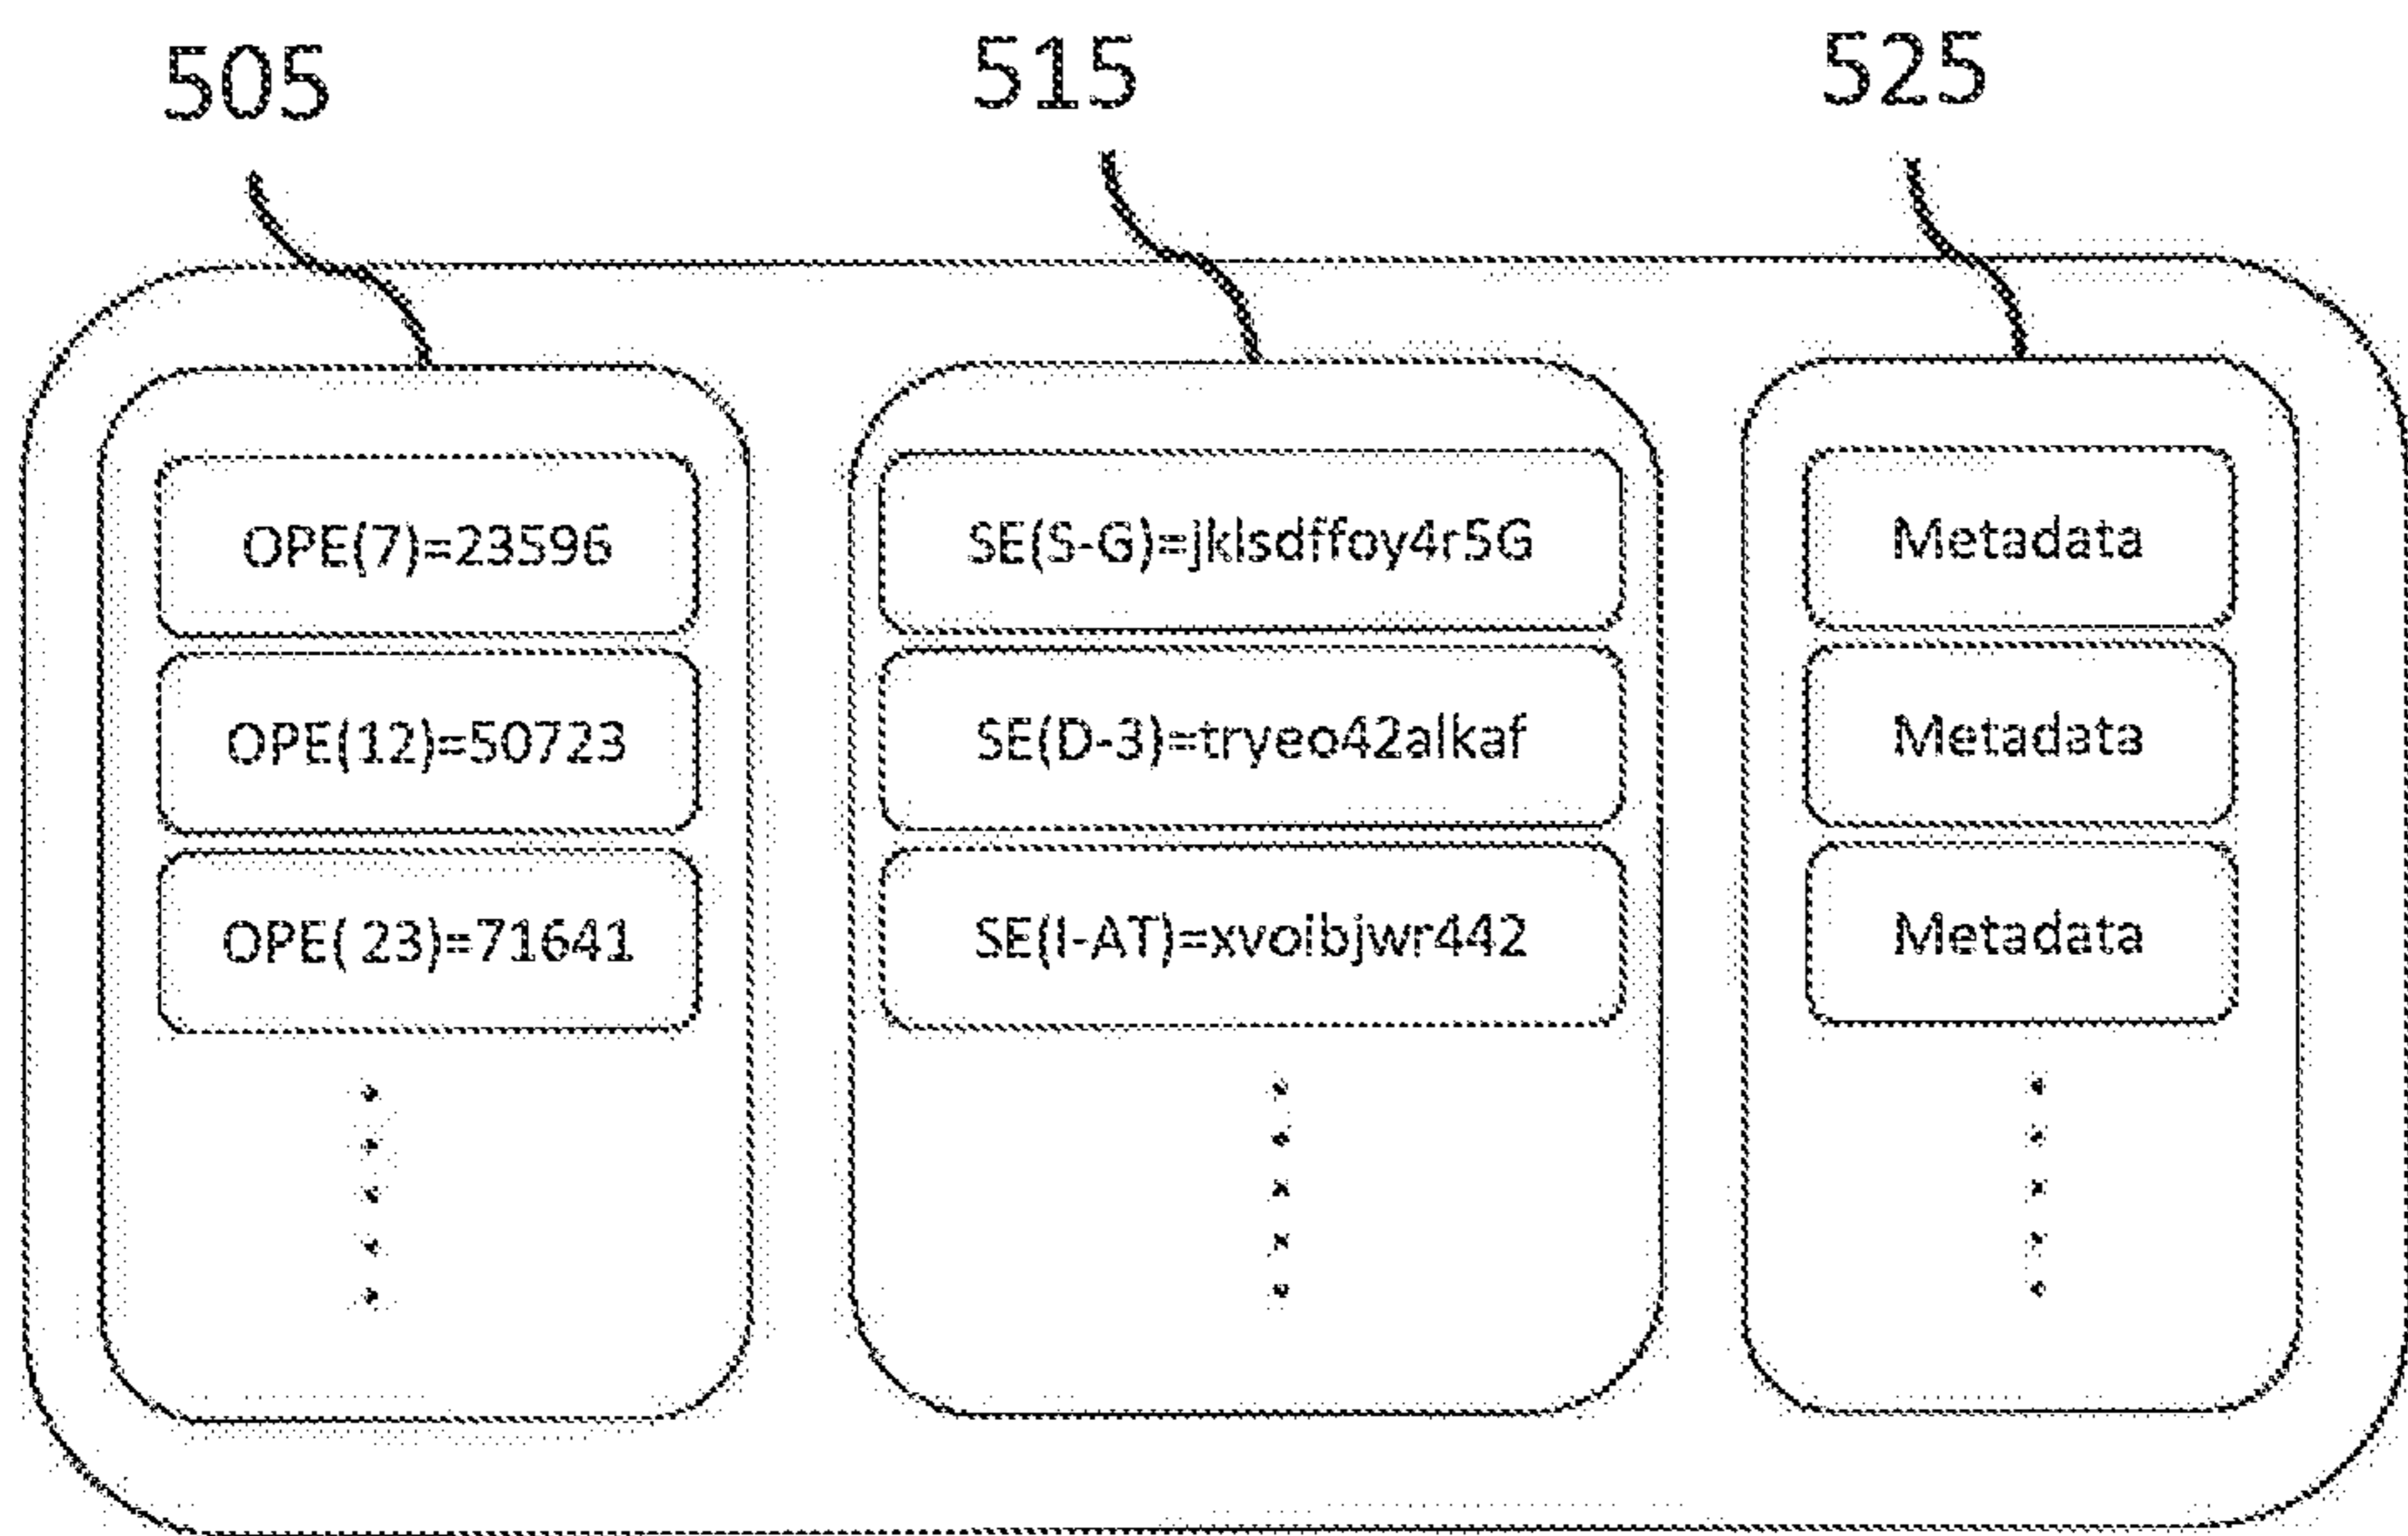 505 515 525
OPE(7)=23596 SE(S-G)=jklsdffoy4r5G Metadata
OPE(12)=50723 SE(D-3)=tryeo42alkaf Metadata
OPE( 23)=71641 SE(I-AT)=xvoibjwr442 Metadata